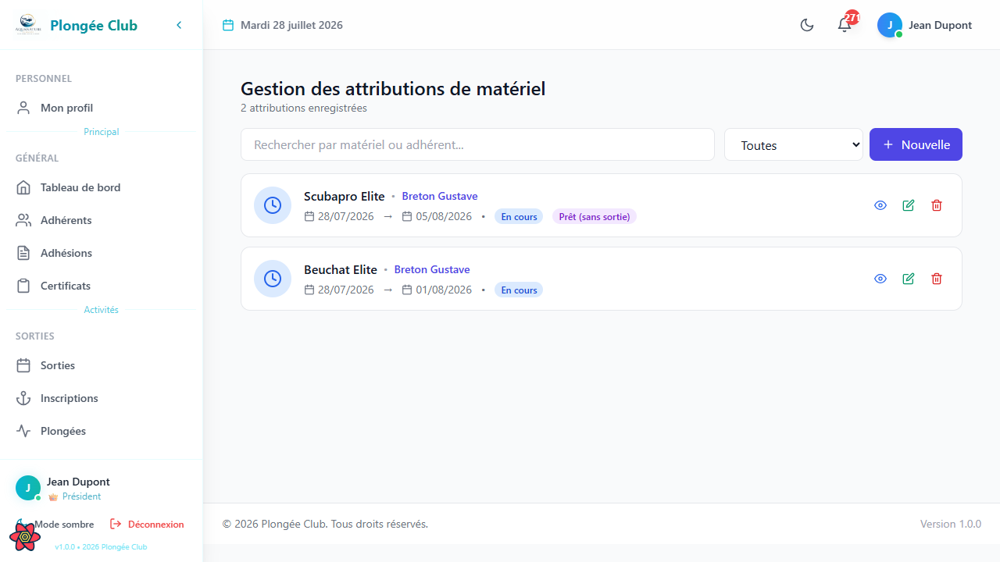 Plongée Club
Mardi 28 juillet 2026
271
J
Jean Dupont
PERSONNEL
Mon profil
Principal
GÉNÉRAL
Tableau de bord
Adhérents
Adhésions
Certificats
Activités
SORTIES
Sorties
Inscriptions
Plongées
J
Jean Dupont
Président
Mode sombre
Déconnexion
v1.0.0 • 2026 Plongée Club
Gestion des attributions de matériel
2 attributions enregistrées
Rechercher par matériel ou adhérent...
Toutes
+ Nouvelle
Scubapro Elite • Breton Gustave
28/07/2026 → 05/08/2026 • En cours Prêt (sans sortie)
Beuchat Elite • Breton Gustave
28/07/2026 → 01/08/2026 • En cours
© 2026 Plongée Club. Tous droits réservés.
Version 1.0.0